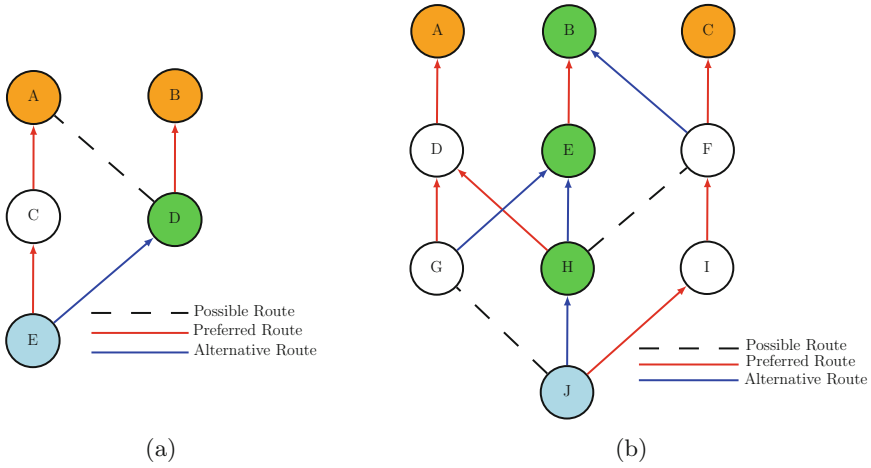 A
B
C
D
E
Possible Route
Preferred Route
Alternative Route
(a)
A
B
C
D
E
F
G
H
I
J
Possible Route
Preferred Route
Alternative Route
(b)